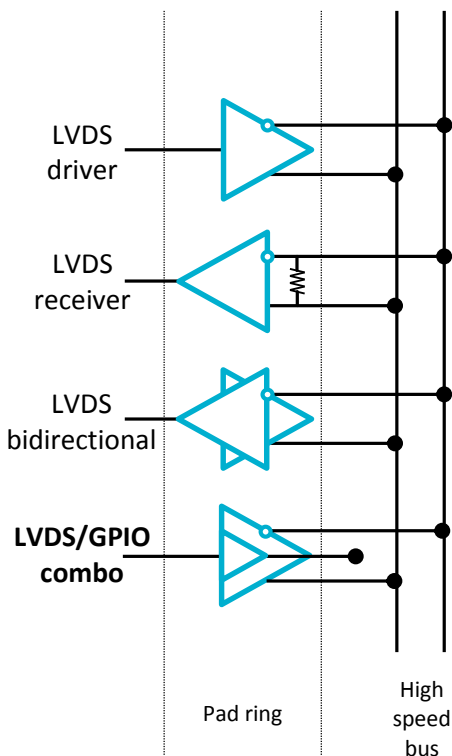 LVDS
driver
LVDS
receiver
LVDS
bidirectional
LVDS/GPIO
combo
Pad ring
High
speed
bus